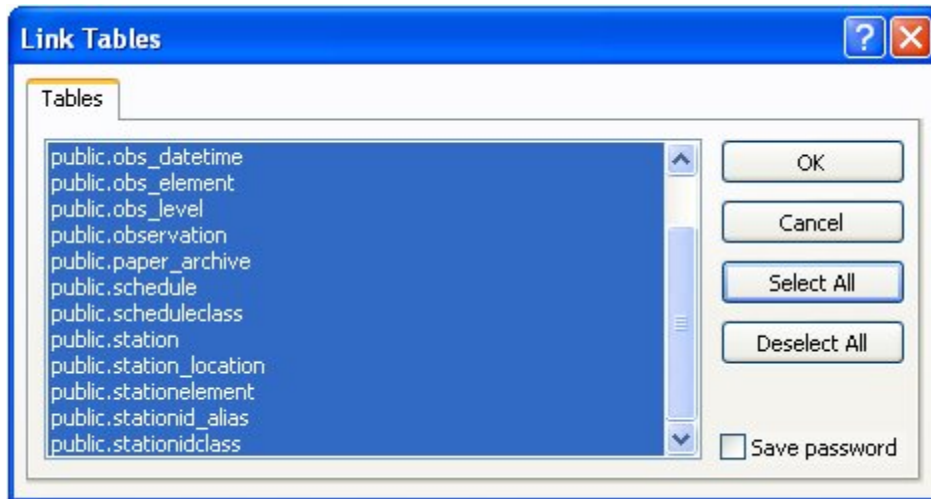 Link Tables
Tables
public.obs_datetime
public.obs_element
public.obs_level
public.observation
public.paper_archive
public.schedule
public.scheduleclass
public.station
public.station_location
public.stationelement
public.stationid_alias
public.stationidclass
OK
Cancel
Select All
Deselect All
Save password